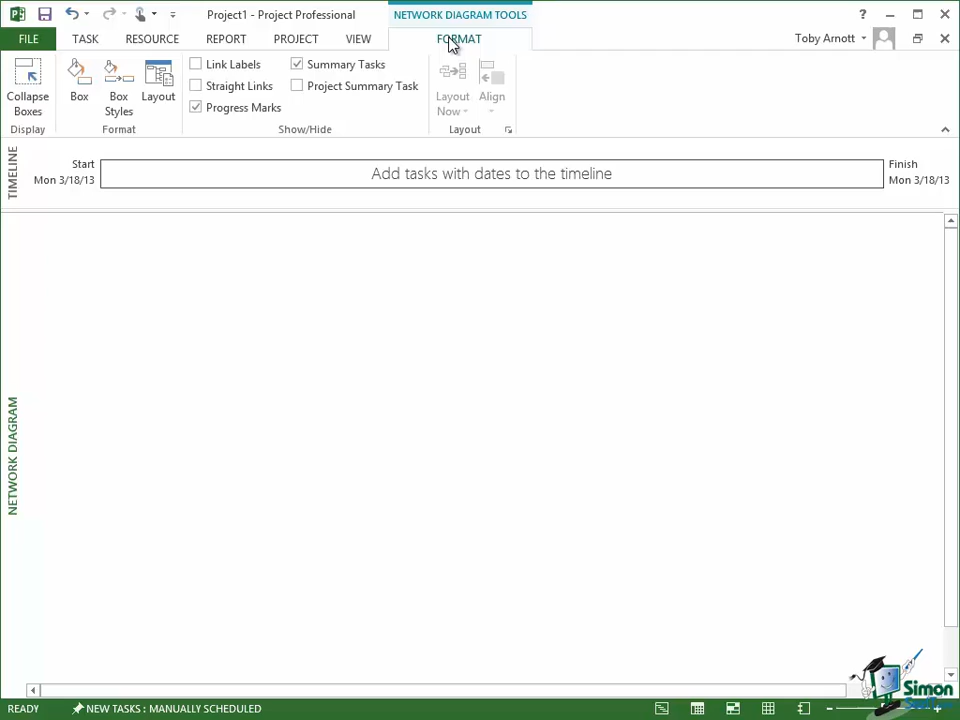 Project1 - Project Professional
NETWORK DIAGRAM TOOLS
?
FILE TASK RESOURCE REPORT PROJECT VIEW FORMAT
Toby Arnott
Collapse Boxes
Display
Box
Box Styles
Layout
Format
Link Labels
Straight Links
Progress Marks
Summary Tasks
Project Summary Task
Show/Hide
Layout Now
Align
Layout
TIMELINE
Start
Mon 3/18/13
Add tasks with dates to the timeline
Finish
Mon 3/18/13
NETWORK DIAGRAM
Simon
READY
NEW TASKS : MANUALLY SCHEDULED